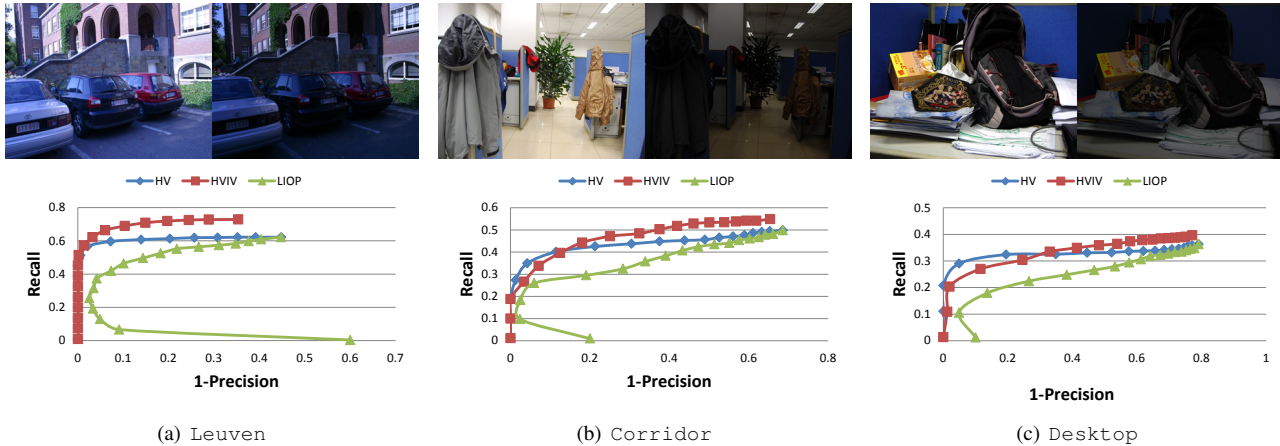 HV HVIV LIOP
0.8
0.6
0.4
0.2
0
Recall
0 0.1 0.2 0.3 0.4 0.5 0.6 0.7
1-Precision
(a) Leuven
HV HVIV LIOP
0.6
0.5
0.4
0.3
0.2
0.1
0
Recall
0 0.2 0.4 0.6 0.8
1-Precision
(b) Corridor
HV HVIV LIOP
0.5
0.4
0.3
0.2
0.1
0
Recall
0 0.2 0.4 0.6 0.8 1
1-Precision
(c) Desktop